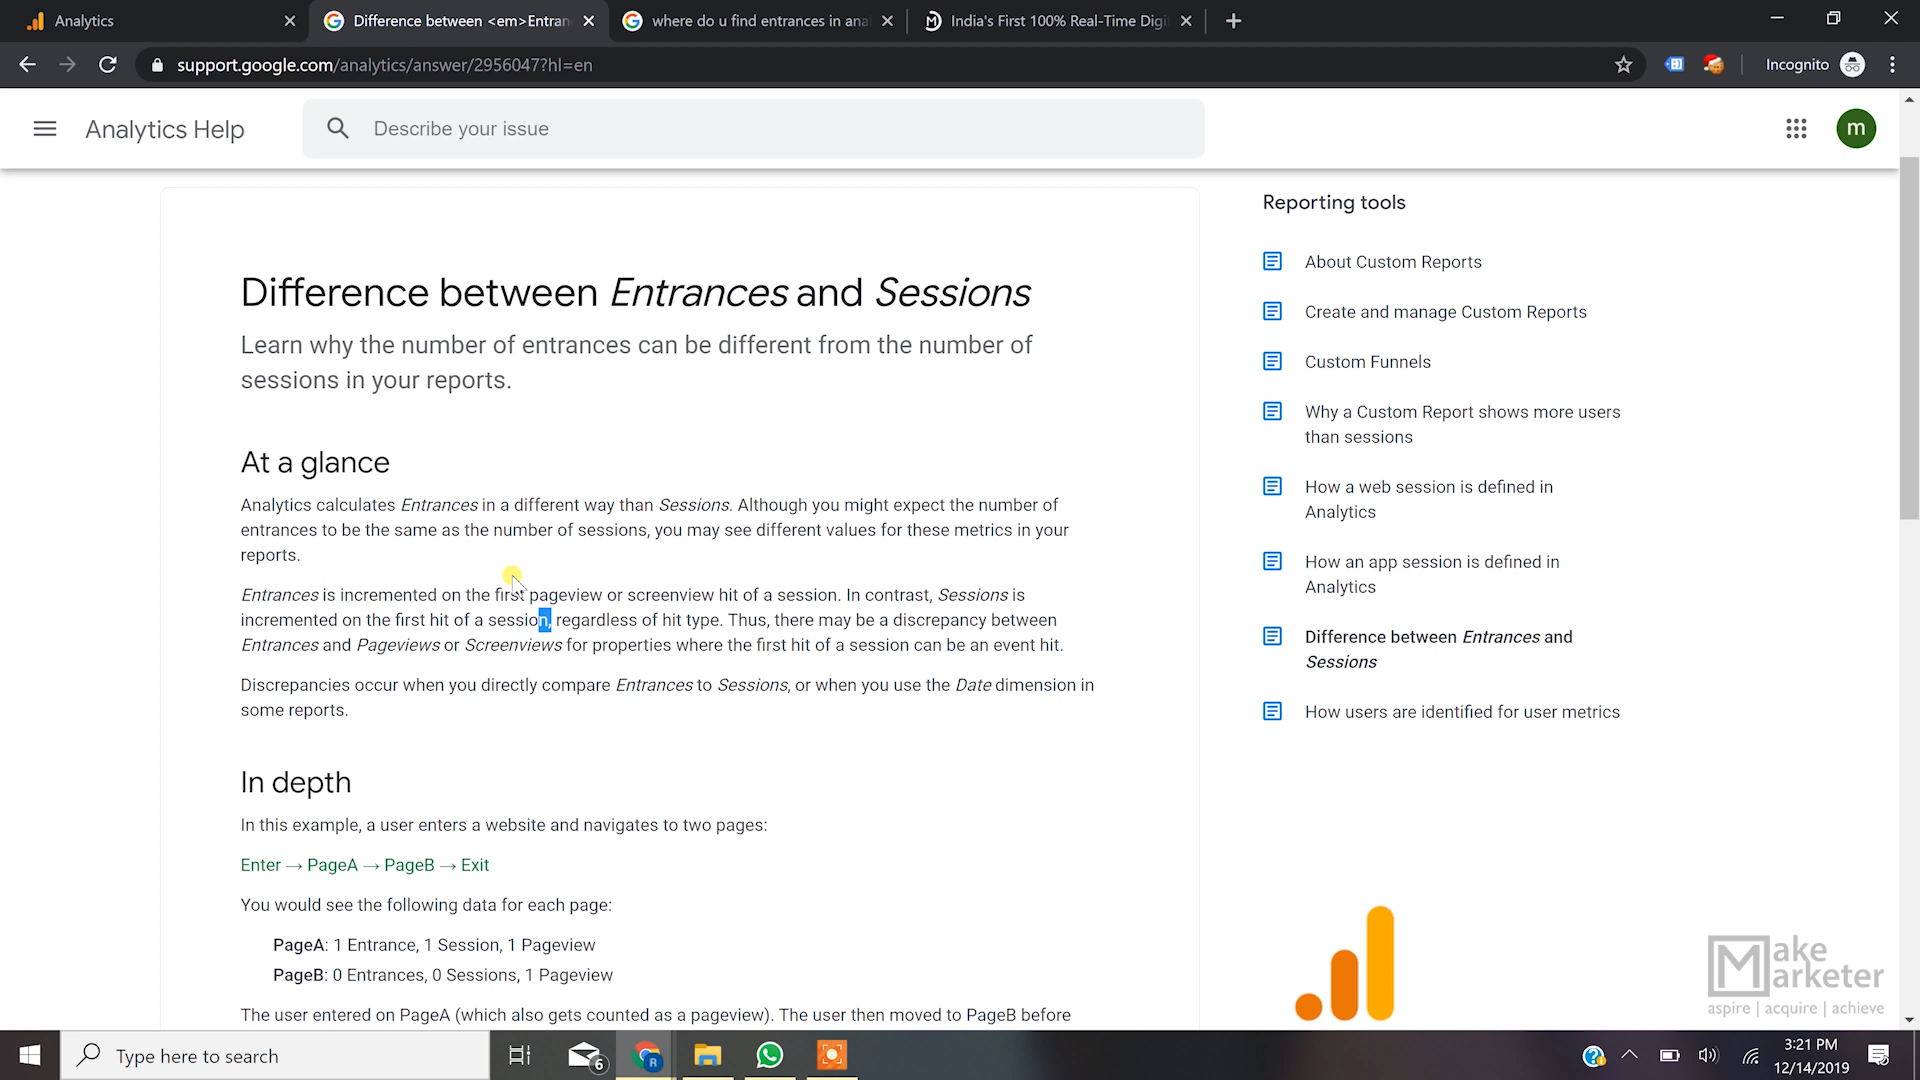 Analytics
Difference between <em>Entran
where do u find entrances in ana
India's First 100% Real-Time Digi
support.google.com/analytics/answer/2956047?hl=en
Incognito
Analytics Help
Describe your issue
m
Difference between Entrances and Sessions
Learn why the number of entrances can be different from the number of
sessions in your reports.
At a glance
Analytics calculates Entrances in a different way than Sessions. Although you might expect the number of
entrances to be the same as the number of sessions, you may see different values for these metrics in your
reports.
Entrances is incremented on the first pageview or screenview hit of a session. In contrast, Sessions is
incremented on the first hit of a session, regardless of hit type. Thus, there may be a discrepancy between
Entrances and Pageviews or Screenviews for properties where the first hit of a session can be an event hit.
Discrepancies occur when you directly compare Entrances to Sessions, or when you use the Date dimension in
some reports.
In depth
In this example, a user enters a website and navigates to two pages:
Enter → PageA → PageB → Exit
You would see the following data for each page:
PageA: 1 Entrance, 1 Session, 1 Pageview
PageB: 0 Entrances, 0 Sessions, 1 Pageview
The user entered on PageA (which also gets counted as a pageview). The user then moved to PageB before
Reporting tools
About Custom Reports
Create and manage Custom Reports
Custom Funnels
Why a Custom Report shows more users
than sessions
How a web session is defined in
Analytics
How an app session is defined in
Analytics
Difference between Entrances and
Sessions
How users are identified for user metrics
Make
Marketer
aspire | acquire | achieve
Type here to search
6
R
3:21 PM
12/14/2019